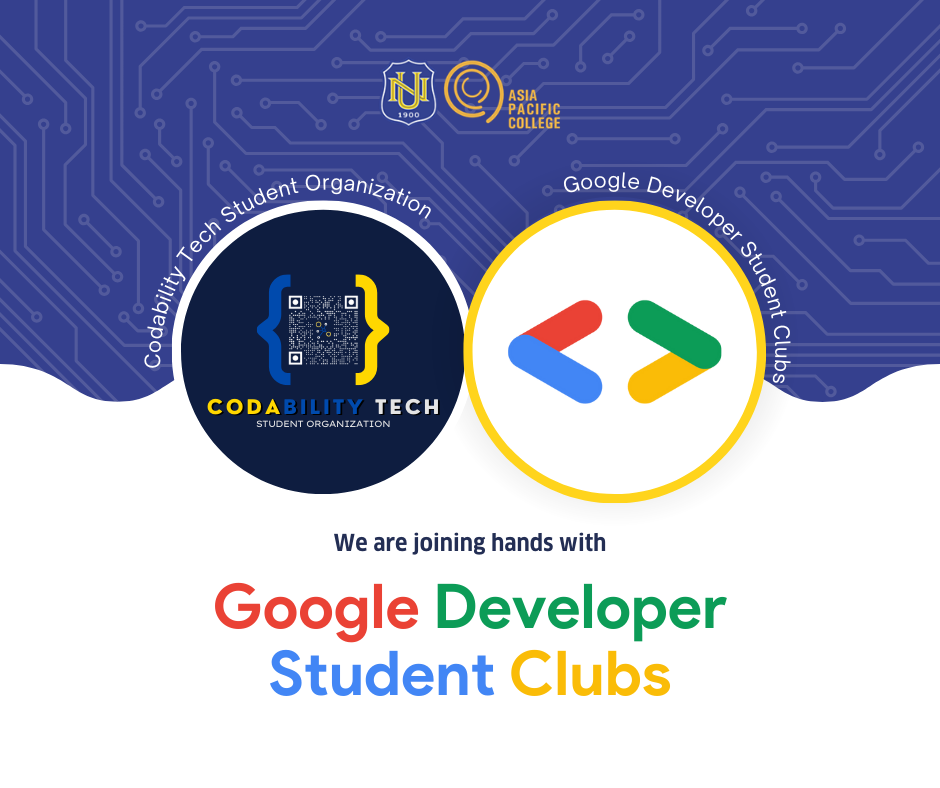 NU
1900
ASIA
PACIFIC
COLLEGE
Codability Tech Student Organization
Google Developer Student Clubs
CODABILITY TECH
STUDENT ORGANIZATION
We are joining hands with
Google Developer
Student Clubs